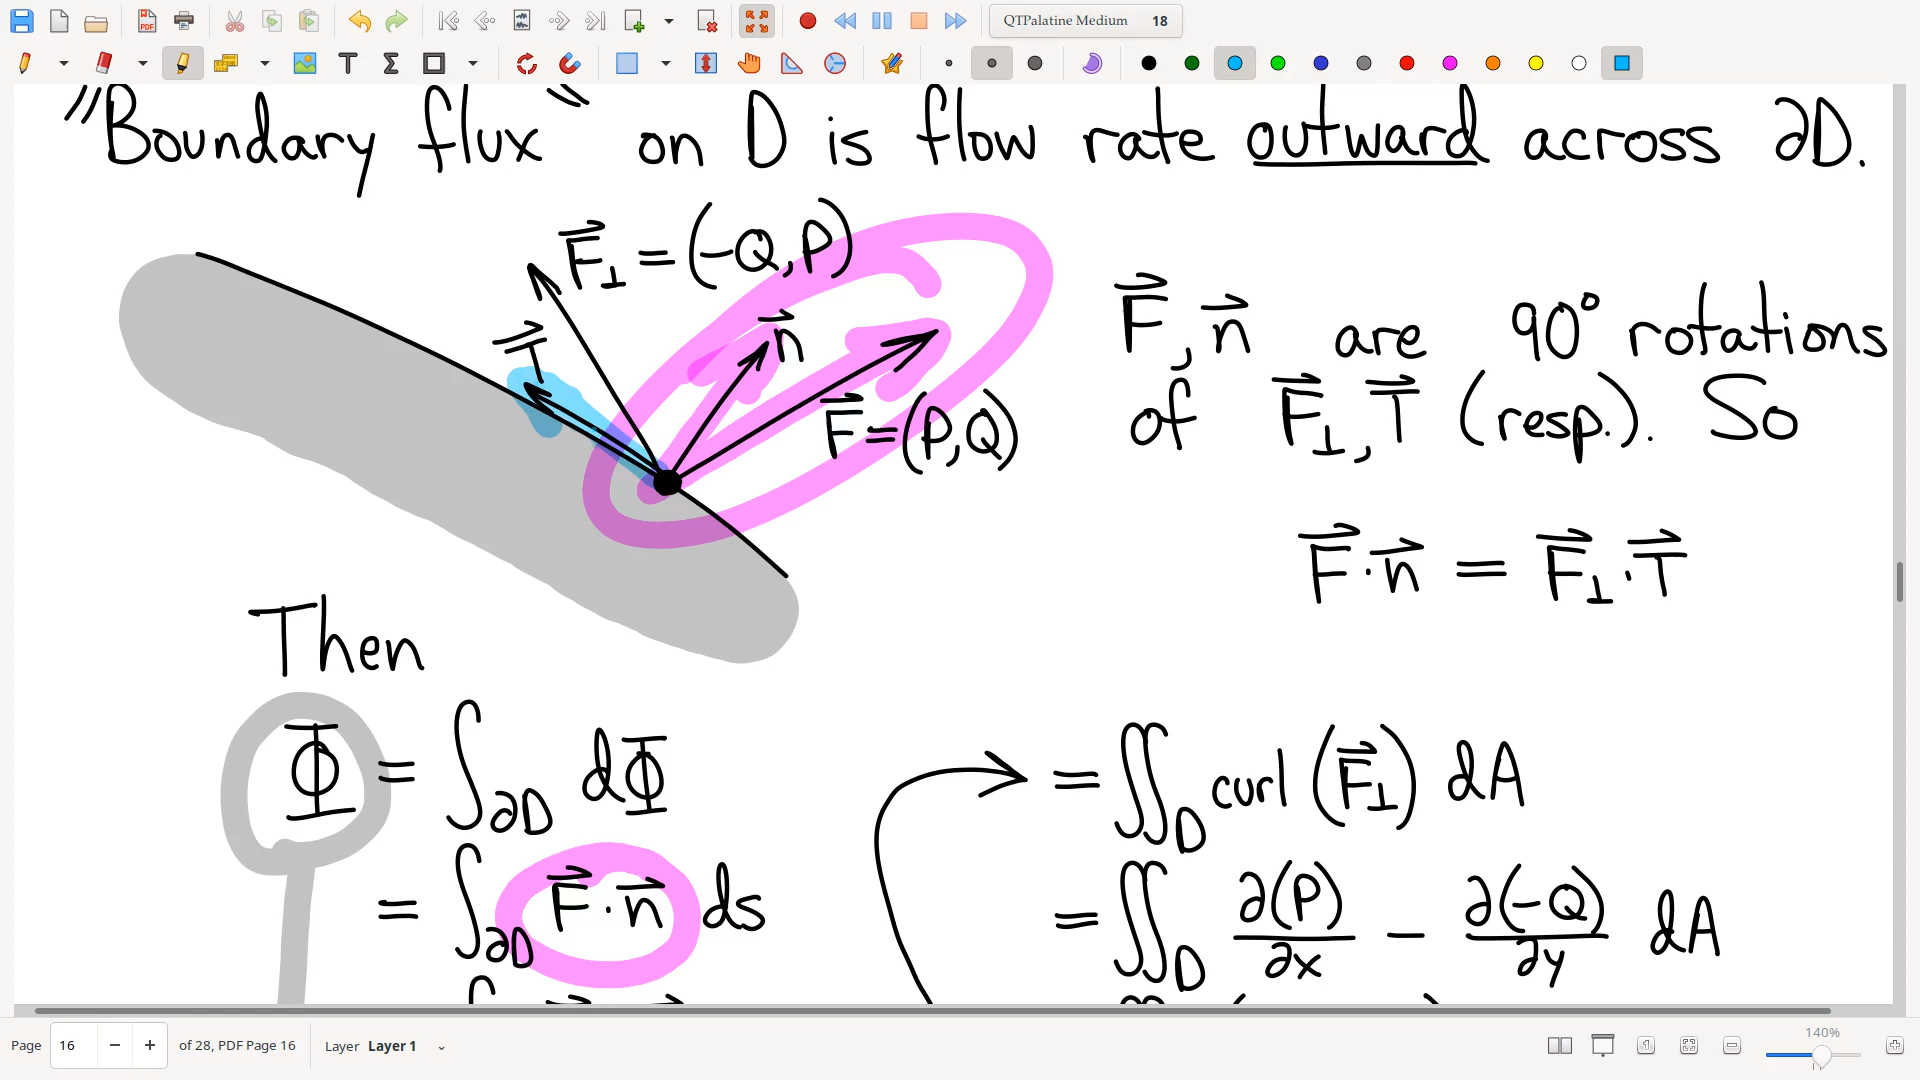 QTPalatine Medium 18
"Boundary flux" on D is flow rate outward across ∂D.
F⃗⊥ = (-Q, P)
T⃗
n⃗
F⃗ = (P, Q)
F⃗, n⃗ are 90° rotations
of F⃗⊥, T⃗ (resp.). So
F⃗ · n⃗ = F⃗⊥ · T⃗
Then
Φ = ∫∂D dΦ
= ∫∂D F⃗ · n⃗ ds
= ∬D curl (F⃗⊥) dA
= ∬D ∂(P)/∂x - ∂(-Q)/∂y dA
Page 16 of 28, PDF Page 16 Layer Layer 1 140%